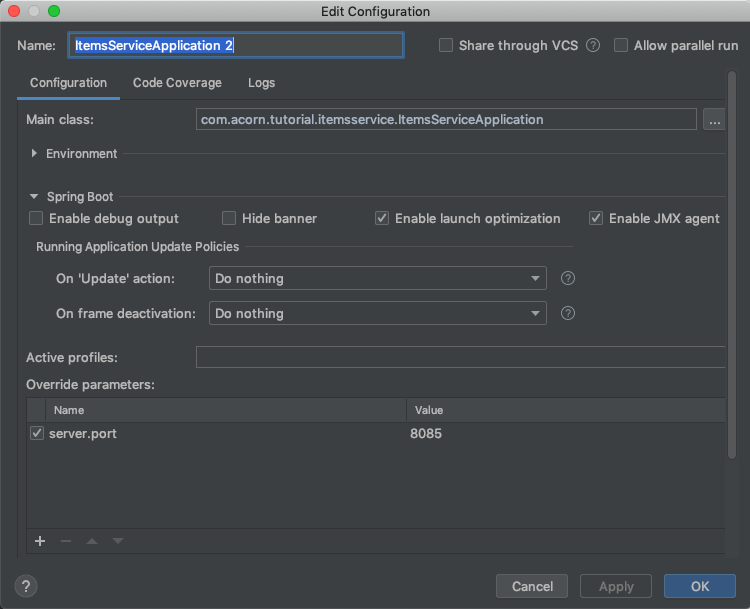 Edit Configuration
Name: ItemsServiceApplication 2 Share through VCS ? Allow parallel run
Configuration Code Coverage Logs
Main class: com.acorn.tutorial.itemsservice.ItemsServiceApplication ...
Environment
Spring Boot
Enable debug output Hide banner Enable launch optimization Enable JMX agent
Running Application Update Policies
On 'Update' action: Do nothing ?
On frame deactivation: Do nothing ?
Active profiles:
Override parameters:
Name Value
server.port 8085
? Cancel Apply OK